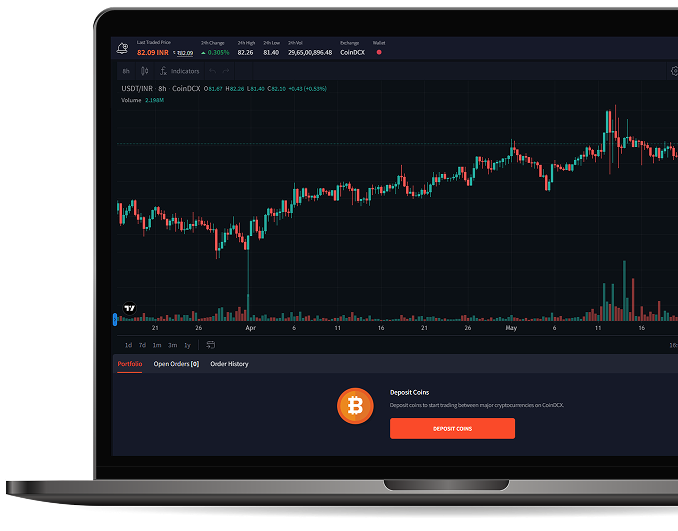 Last Traded Price 24h Change 24h High 24h Low 24h Vol Exchange Wallet
82.09 INR ≈ ₹82.09 0.305% 82.26 81.40 29,65,00,896.48 CoinDCX
8h Indicators
USDT/INR · 8h · CoinDCX O81.67 H82.26 L81.40 C82.10 +0.43 (+0.53%)
Volume 2.198M
21 26 Apr 6 11 16 21 26 May 6 11 16
1d 7d 1m 3m 1y 16:
Portfolio Open Orders [0] Order History
Deposit Coins
Deposit coins to start trading between major cryptocurrencies on CoinDCX.
DEPOSIT COINS